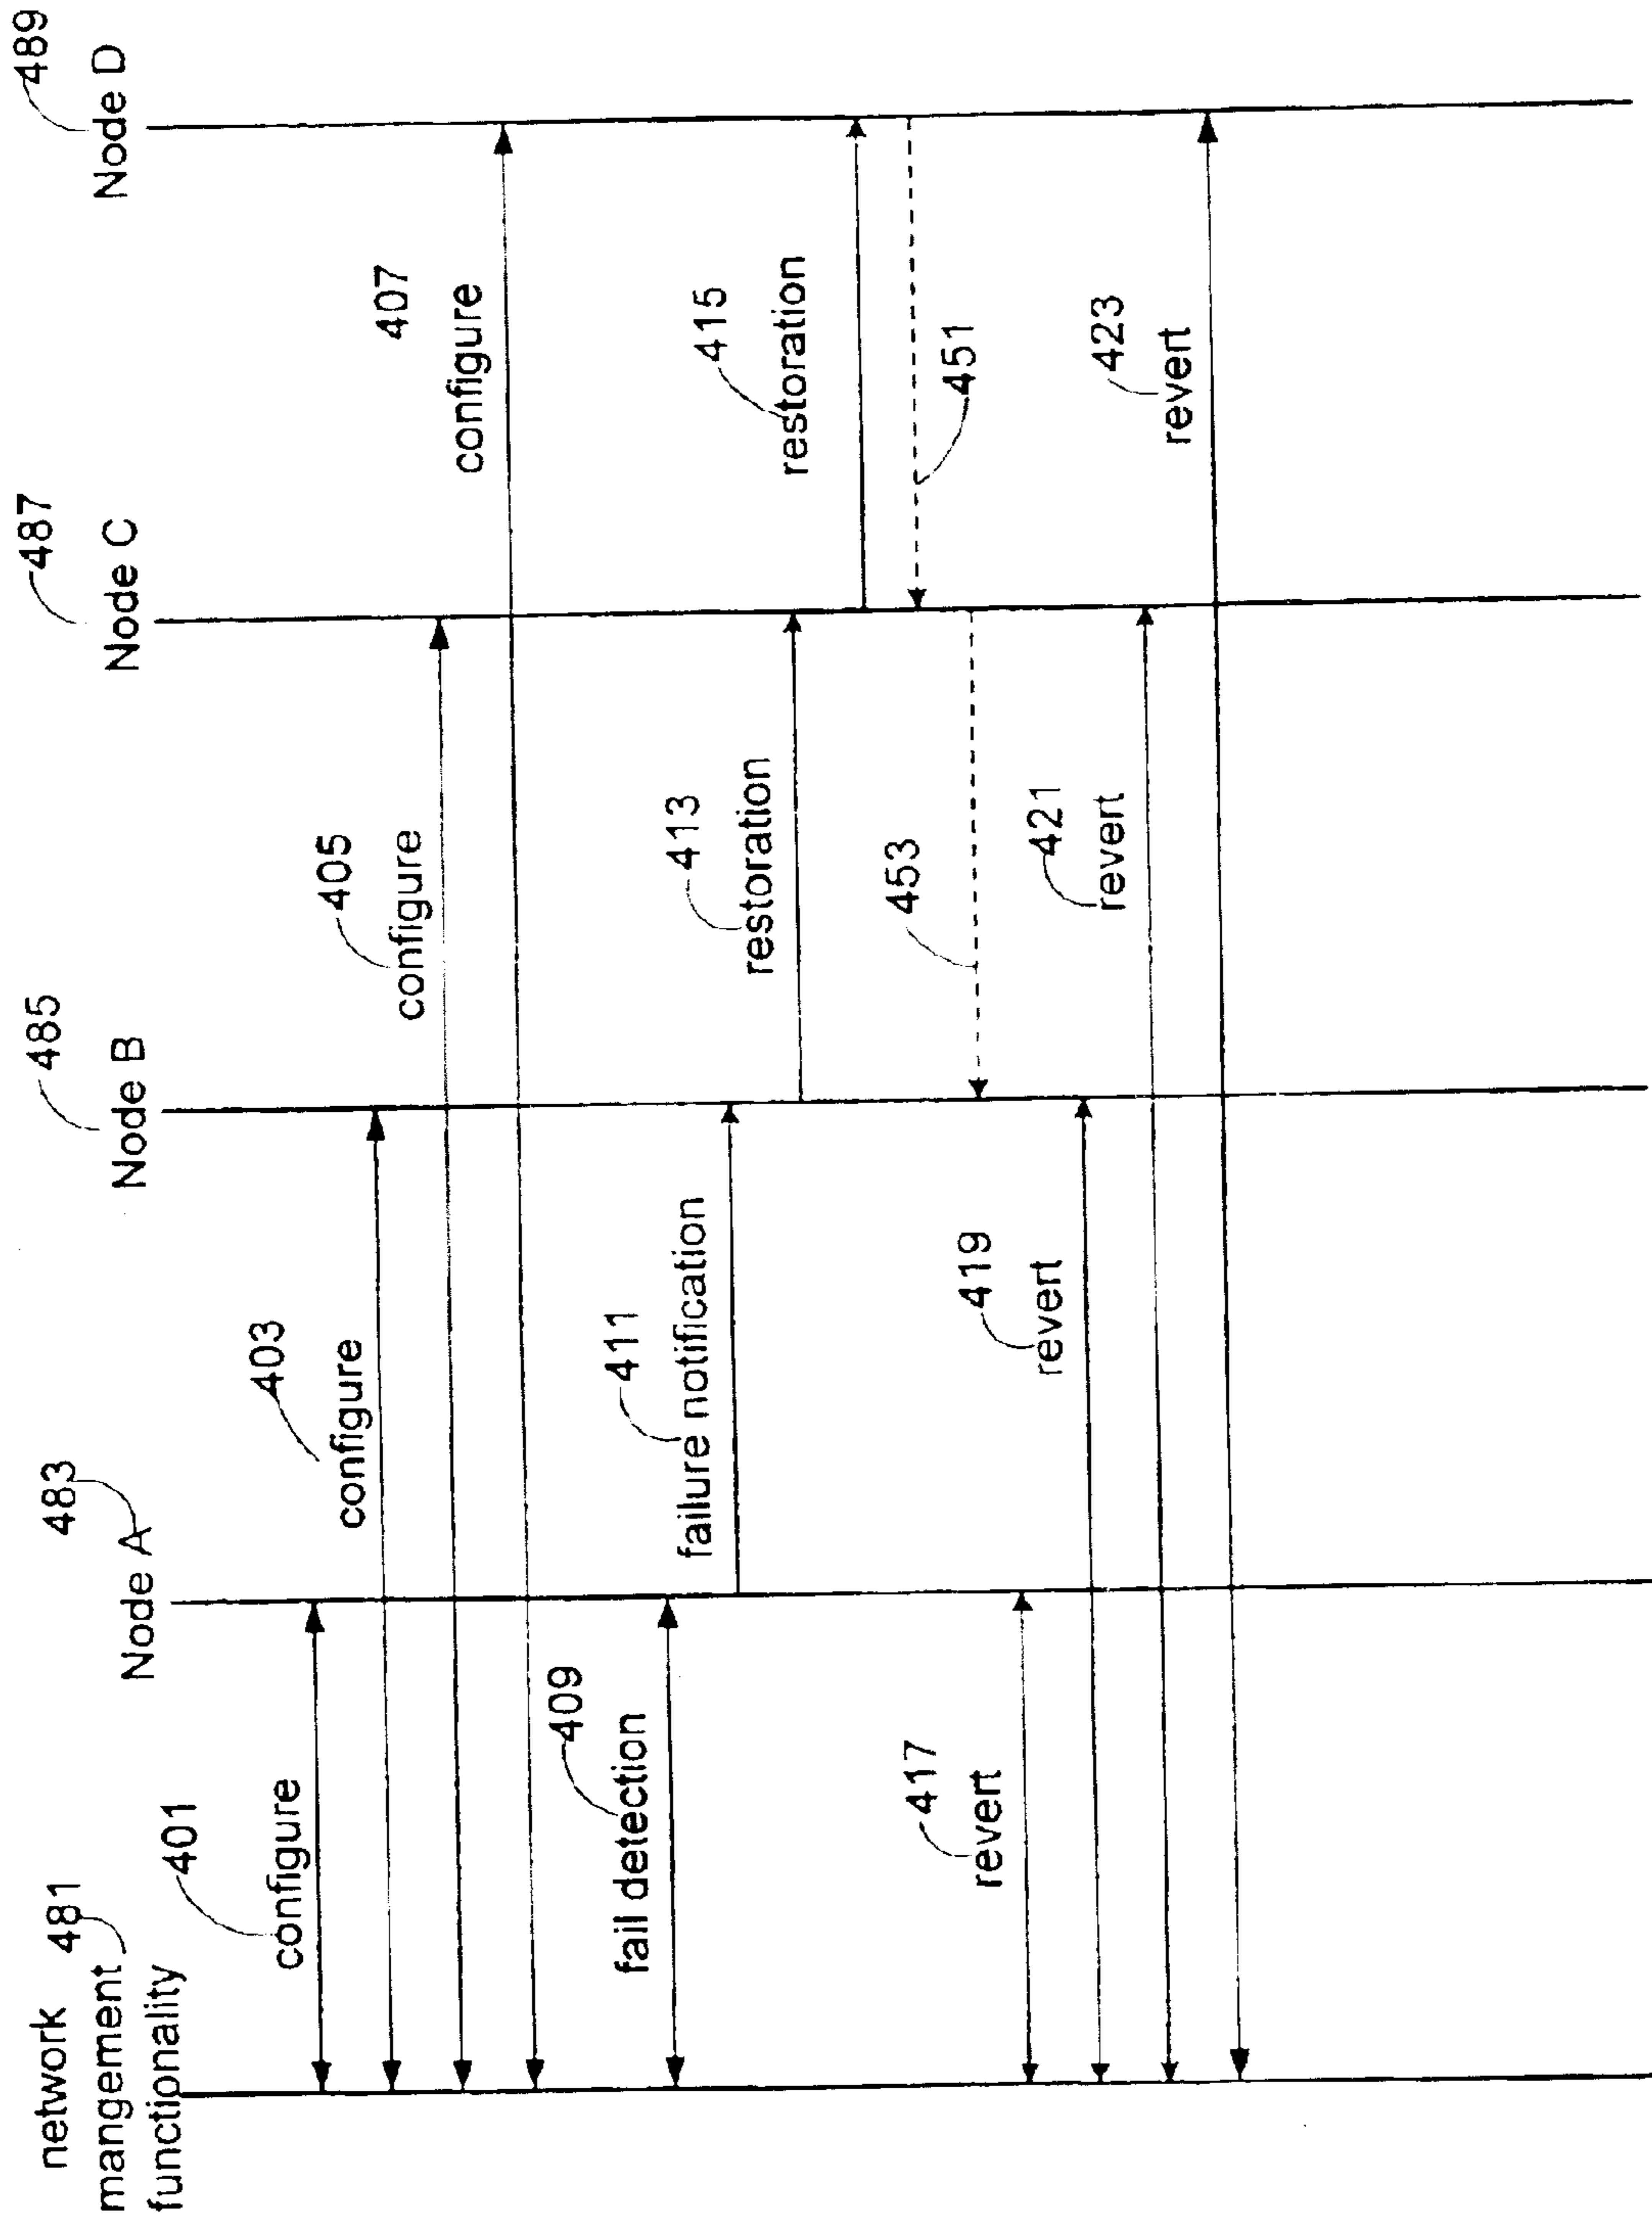 network 481
mangement
functionality
483
Node A
485
Node B
487
Node C
489
Node D
401
configure
403
configure
405
configure
407
configure
409
fail detection
411
failure notification
413
restoration
415
restoration
451
453
417
revert
419
revert
421
revert
423
revert